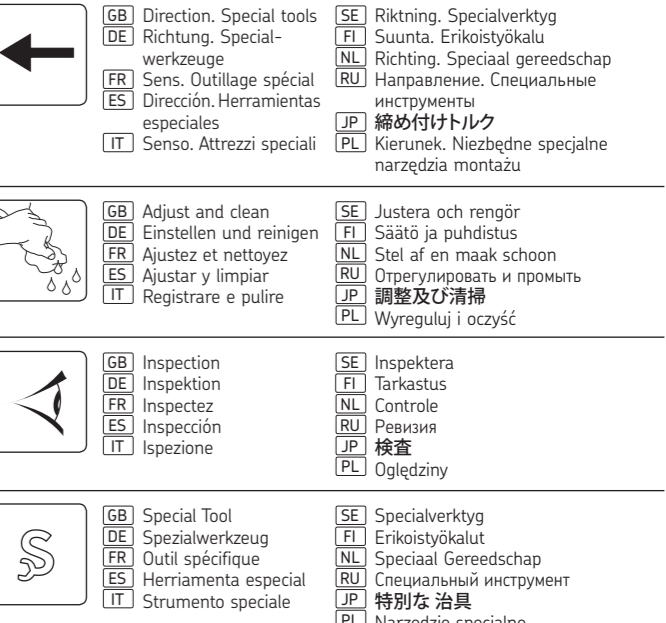 GB Direction. Special tools
DE Richtung. Special-
werkzeuge
FR Sens. Outillage spécial
ES Dirección. Herramientas
especiales
IT Senso. Attrezzi speciali
SE Riktning. Specialverktyg
FI Suunta. Erikoistyökalu
NL Richting. Speciaal gereedschap
RU Направление. Специальные
инструменты
JP 締め付けトルク
PL Kierunek. Niezbędne specjalne
narzędzia montażu
GB Adjust and clean
DE Einstellen und reinigen
FR Ajustez et nettoyez
ES Ajustar y limpiar
IT Registrare e pulire
SE Justera och rengör
FI Säätö ja puhdistus
NL Stel af en maak schoon
RU Отрегулировать и промыть
JP 調整及び清掃
PL Wyreguluj i oczyść
GB Inspection
DE Inspektion
FR Inspectez
ES Inspección
IT Ispezione
SE Inspektera
FI Tarkastus
NL Controle
RU Ревизия
JP 検査
PL Oględziny
S
GB Special Tool
DE Spezialwerkzeug
FR Outil spécifique
ES Herriamenta especial
IT Strumento speciale
SE Specialverktyg
FI Erikoistyökalut
NL Speciaal Gereedschap
RU Специальный инструмент
JP 特別な 治具
PL Narzędzie specjalne